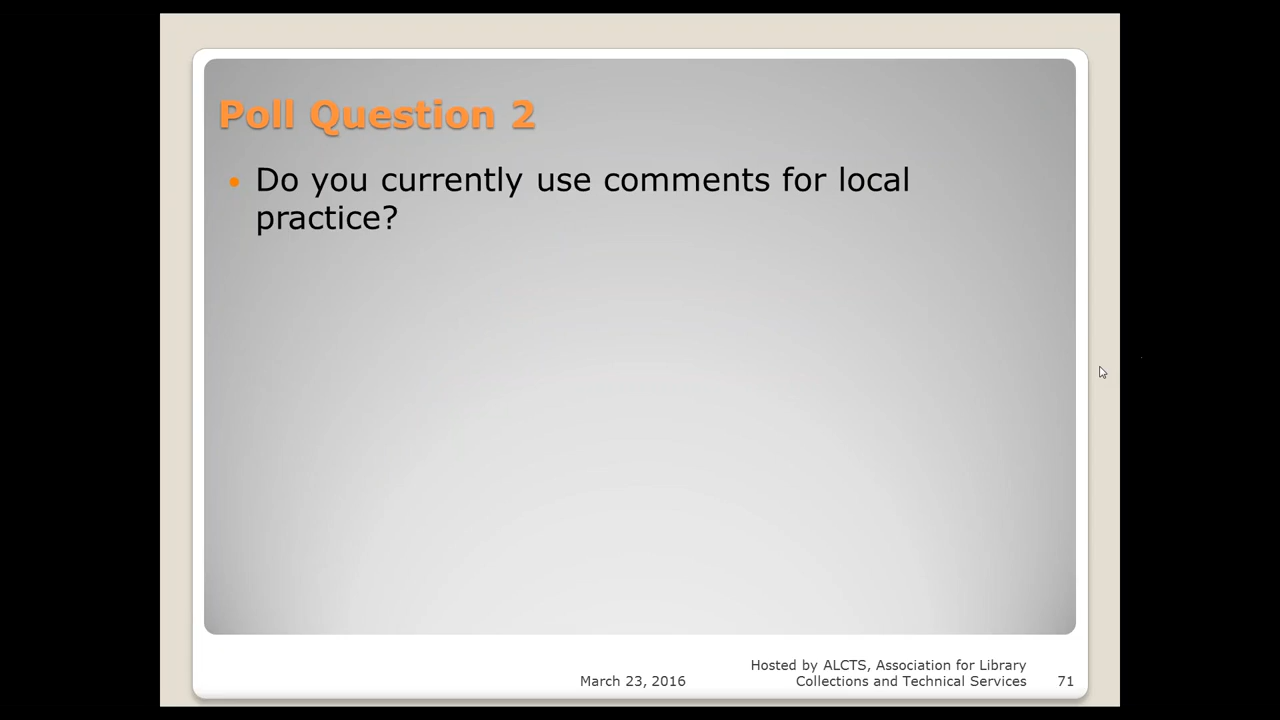 Poll Question 2
Do you currently use comments for local
practice?
March 23, 2016
Hosted by ALCTS, Association for Library
Collections and Technical Services
71